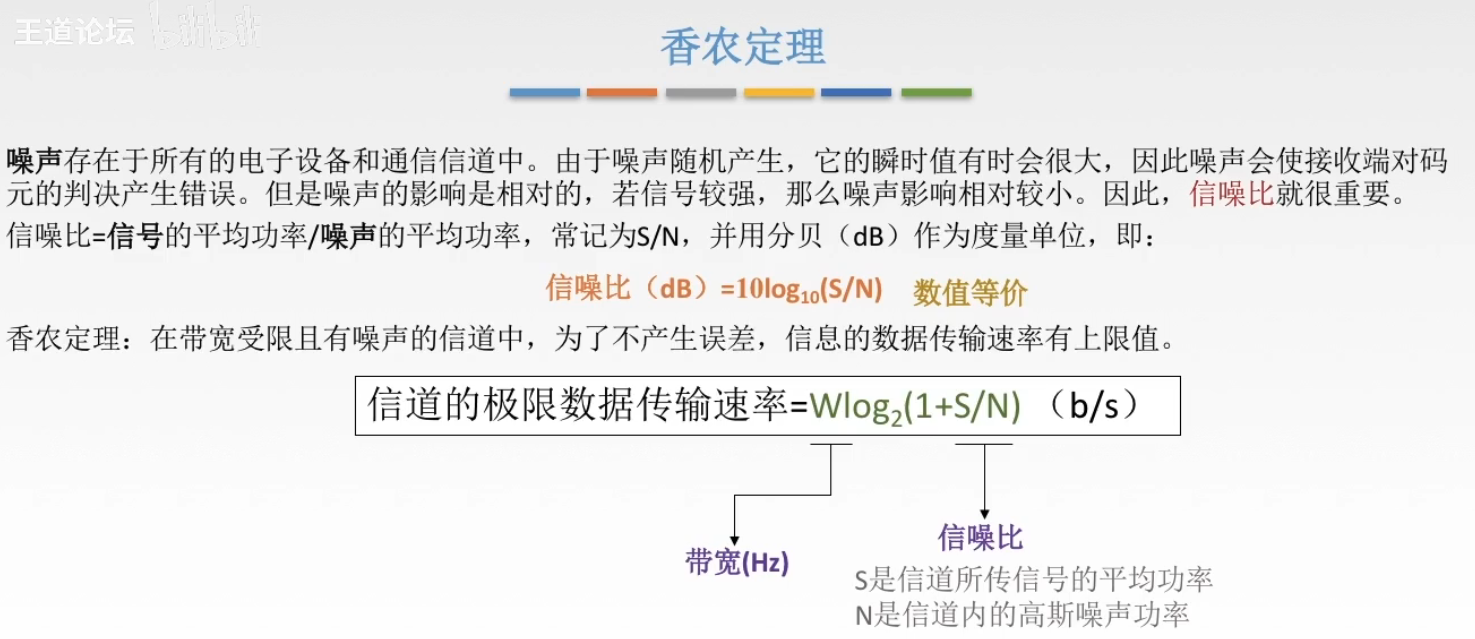 王道论坛 bilibili
香农定理
噪声存在于所有的电子设备和通信信道中。由于噪声随机产生，它的瞬时值有时会很大，因此噪声会使接收端对码
元的判决产生错误。但是噪声的影响是相对的，若信号较强，那么噪声影响相对较小。因此，信噪比就很重要。
信噪比=信号的平均功率/噪声的平均功率，常记为S/N，并用分贝（dB）作为度量单位，即：
信噪比（dB）=10log₁₀(S/N) 数值等价
香农定理：在带宽受限且有噪声的信道中，为了不产生误差，信息的数据传输速率有上限值。
信道的极限数据传输速率=Wlog₂(1+S/N) （b/s）
信噪比
带宽(Hz)
S是信道所传信号的平均功率
N是信道内的高斯噪声功率